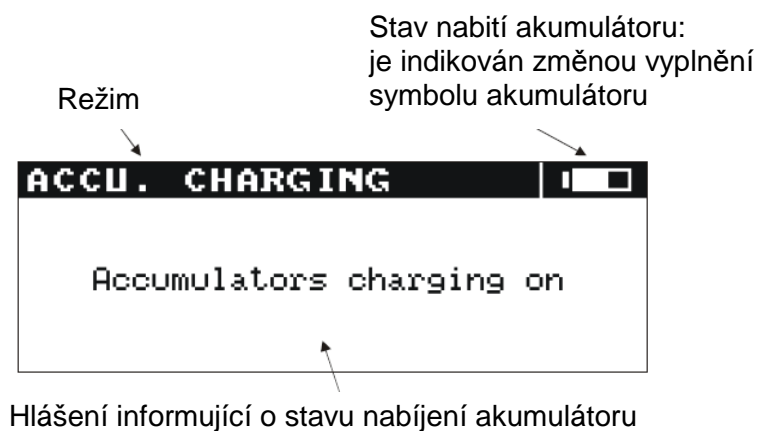 Stav nabití akumulátoru:
je indikován změnou vyplnění
symbolu akumulátoru
Režim
ACCU. CHARGING
Accumulators charging on
Hlášení informující o stavu nabíjení akumulátoru